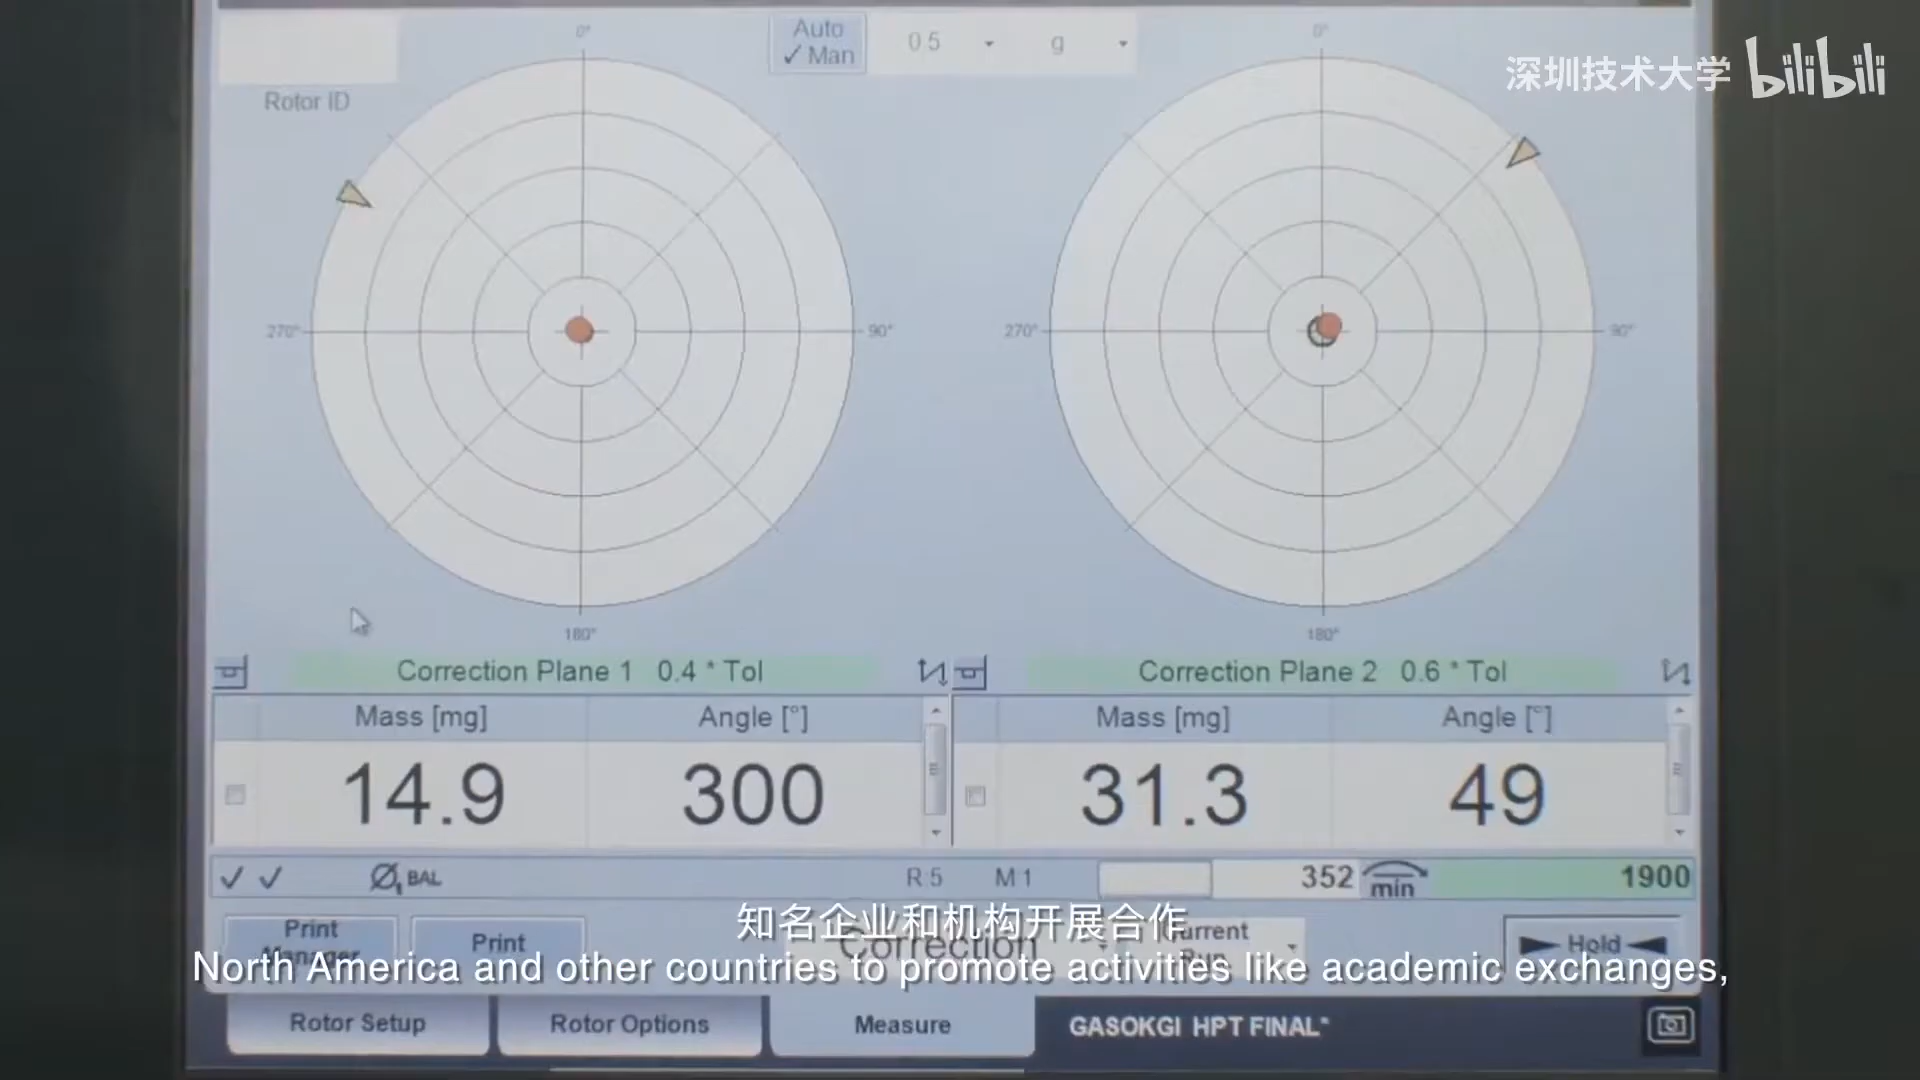 深圳技术大学 bilibili
Auto
✓ Man
0.5
g
Rotor ID
0°
0°
270°
90°
270°
90°
180°
180°
Correction Plane 1 0.4 * Tol
Correction Plane 2 0.6 * Tol
Mass [mg]
Angle [°]
Mass [mg]
Angle [°]
14.9
300
31.3
49
BAL
R 5
M 1
352
min
1900
Print
Manager
Print
Correction
Current
Run
Hold
知名企业和机构开展合作
North America and other countries to promote activities like academic exchanges,
Rotor Setup
Rotor Options
Measure
GASOKGI HPT FINAL*